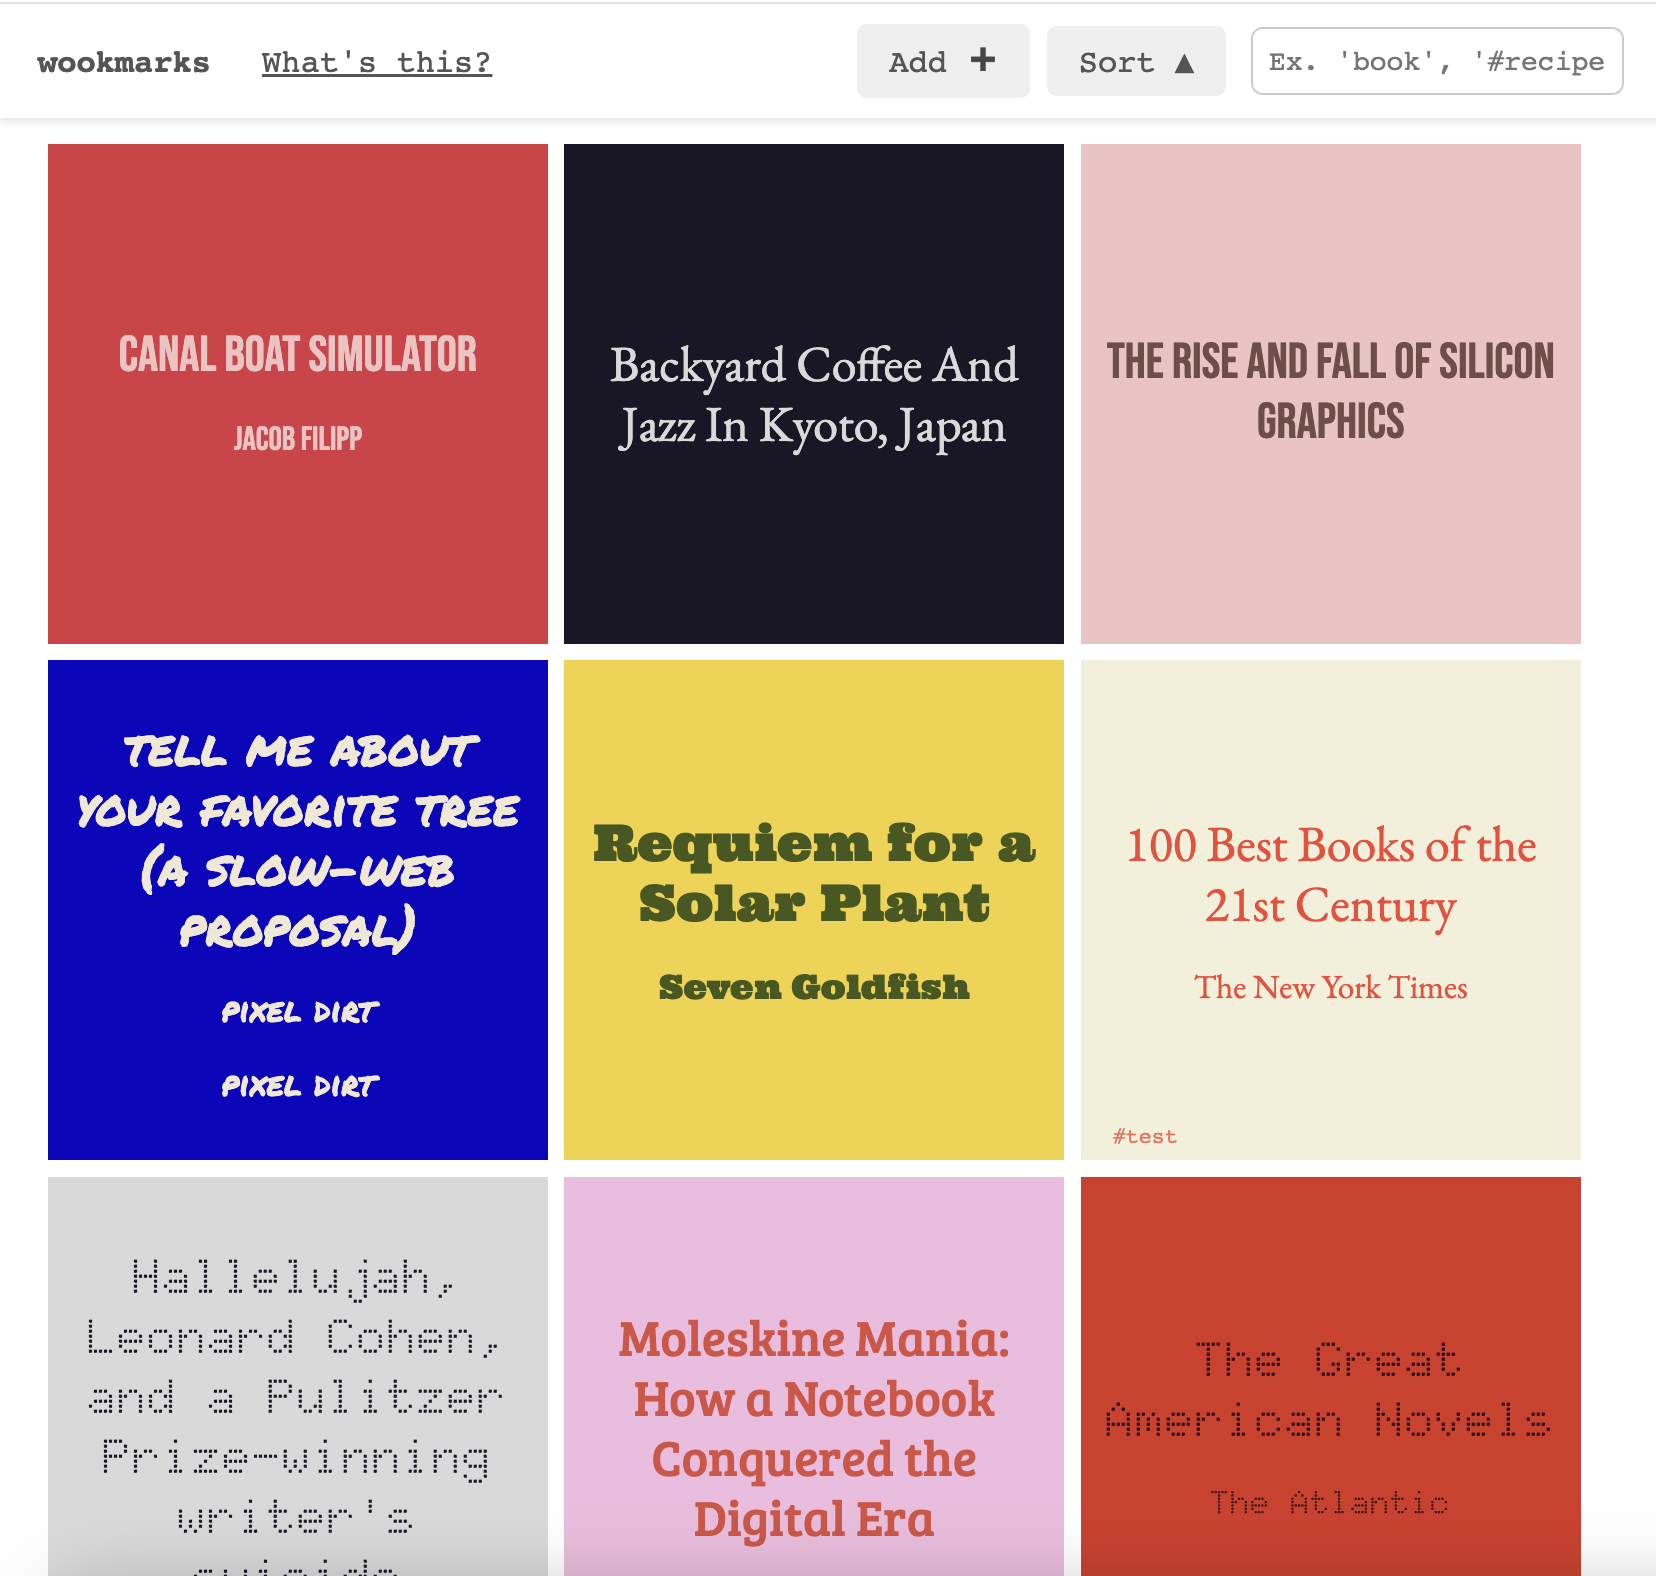 wookmarks What's this? Add + Sort ▲ Ex. 'book', '#recipe
CANAL BOAT SIMULATOR
JACOB FILIPP
Backyard Coffee And
Jazz In Kyoto, Japan
THE RISE AND FALL OF SILICON
GRAPHICS
TELL ME ABOUT
YOUR FAVORITE TREE
(A SLOW-WEB
PROPOSAL)
PIXEL DIRT
PIXEL DIRT
Requiem for a
Solar Plant
Seven Goldfish
100 Best Books of the
21st Century
The New York Times
#test
Hallelujah,
Leonard Cohen,
and a Pulitzer
Prize-winning
writer's
suicide
Moleskine Mania:
How a Notebook
Conquered the
Digital Era
The Great
American Novels
The Atlantic